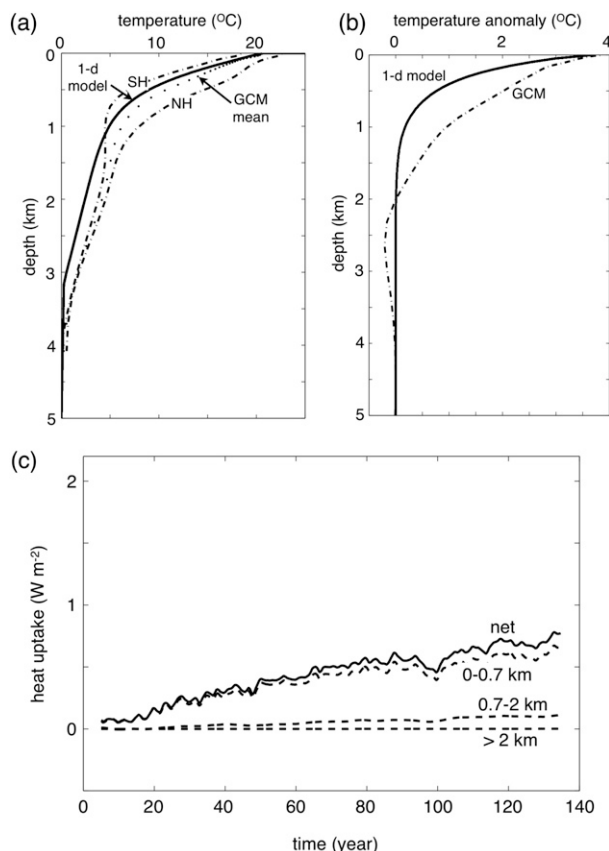 (a)
temperature (ºC)
0 10 20
0
1
2
3
4
5
depth (km)
1-d
model
SH
NH
GCM
mean
(b)
temperature anomaly (ºC)
0 2 4
0
1
2
3
4
5
depth (km)
1-d model
GCM
(c)
2
1
0
heat uptake (W m-2)
net
0-0.7 km
0.7-2 km
> 2 km
0 20 40 60 80 100 120 140
time (year)